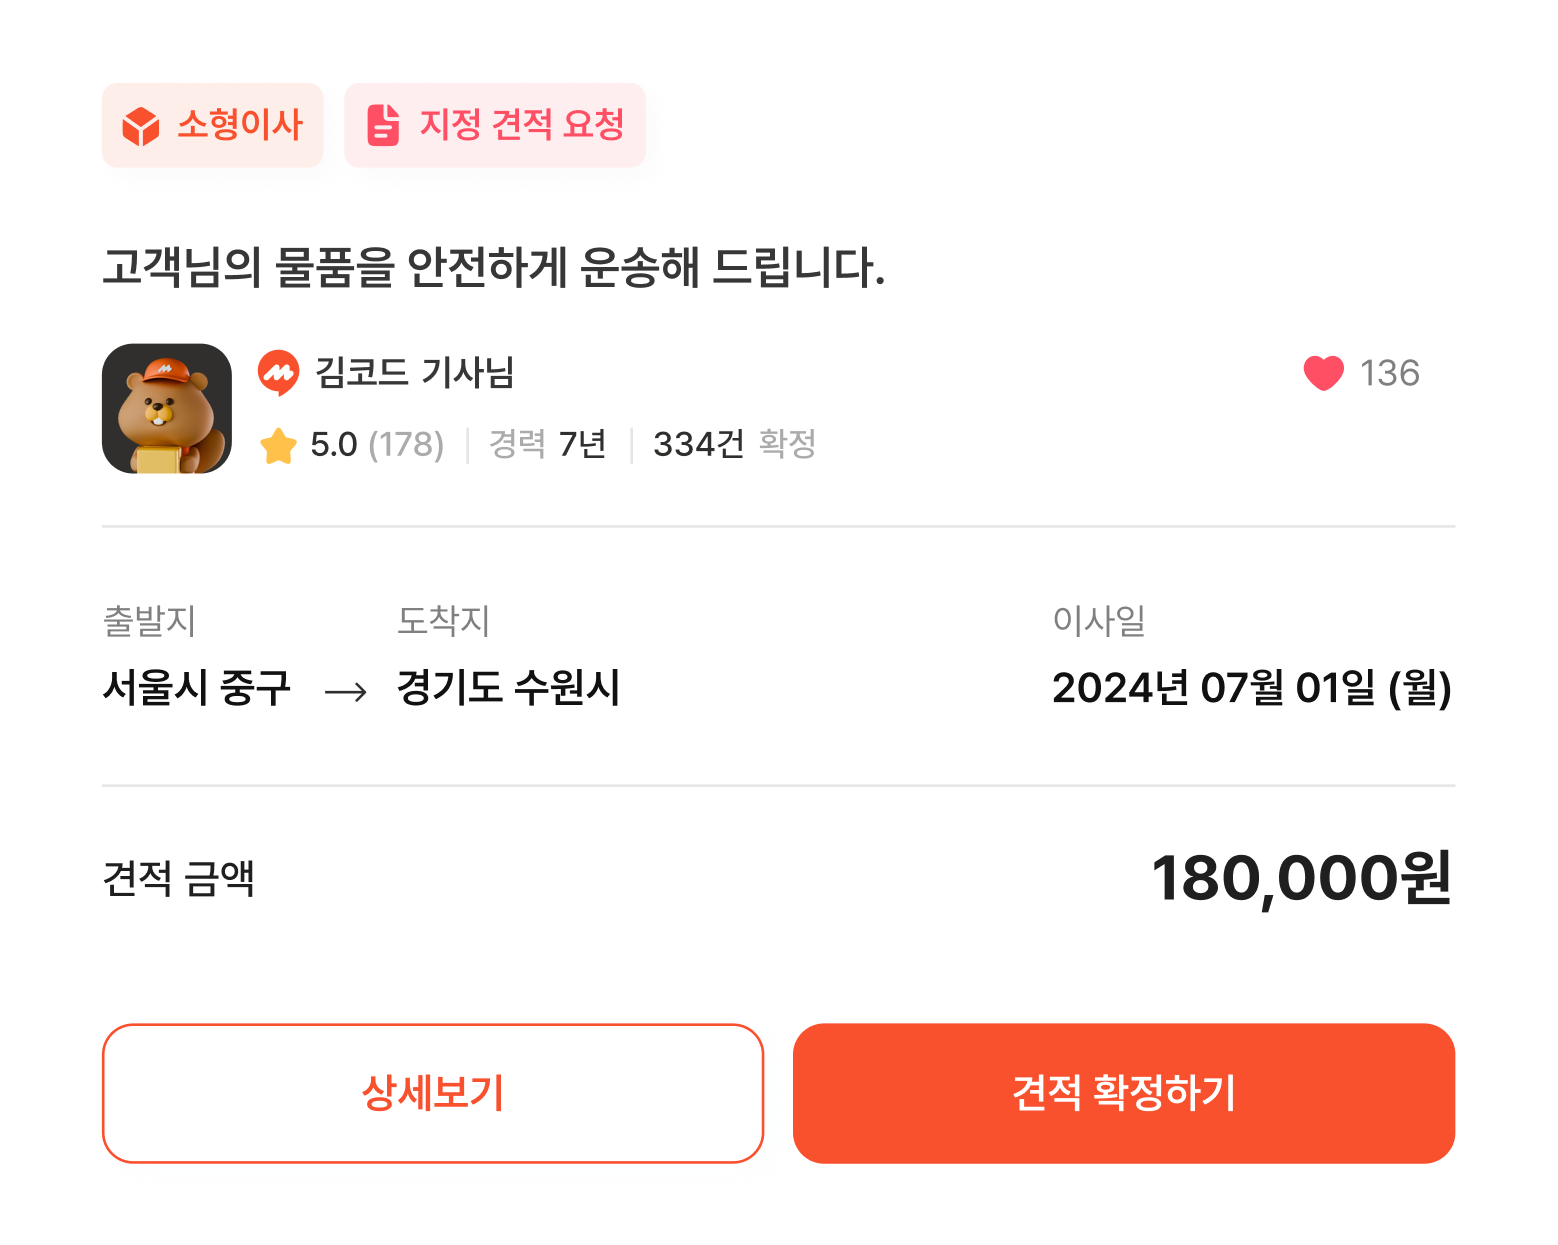 소형이사 지정 견적 요청
고객님의 물품을 안전하게 운송해 드립니다.
김코드 기사님 136
5.0 (178) 경력 7년 334건 확정
출발지 도착지 이사일
서울시 중구 → 경기도 수원시 2024년 07월 01일 (월)
견적 금액 180,000원
상세보기 견적 확정하기